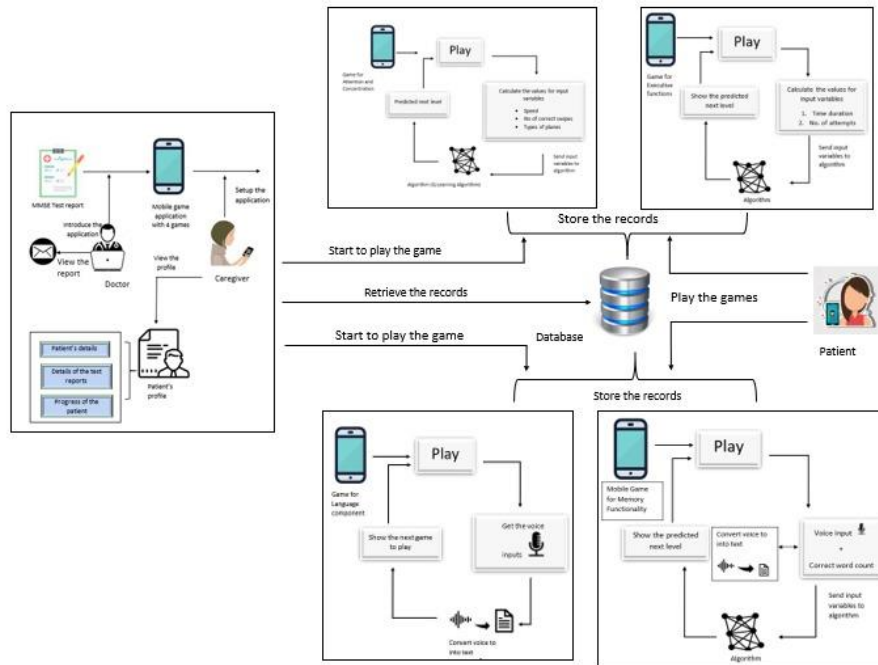 MMSE Test report
Mobile game
application
with 4 games
Setup the
application
Introduce the
application
View the
report
Doctor
View the
profile
Caregiver
Patient's details
Details of the test
reports
Progress of the
patient
Patient's
profile
Game for
Attention and
Concentration
Play
Predicted next level
Calculate the values for input
variables
Speed
No of correct swipes
Types of planes
Send input
variables to
algorithm
Algorithm (Q Learning Algorithm)
Game for
Executive
functions
Play
Show the predicted
next level
Calculate the values for
input variables
1. Time duration
2. No. of attempts
Send input
variables to
algorithm
Algorithm
Store the records
Start to play the game
Retrieve the records
Start to play the game
Database
Play the games
Patient
Store the records
Game for
Language
component
Play
Show the next game
to play
Get the voice
inputs
Convert voice to
into text
Mobile Game
for Memory
Functionality
Play
Show the predicted
next level
Convert voice to
into text
Voice input
+
Correct word count
Send input
variables to
algorithm
Algorithm